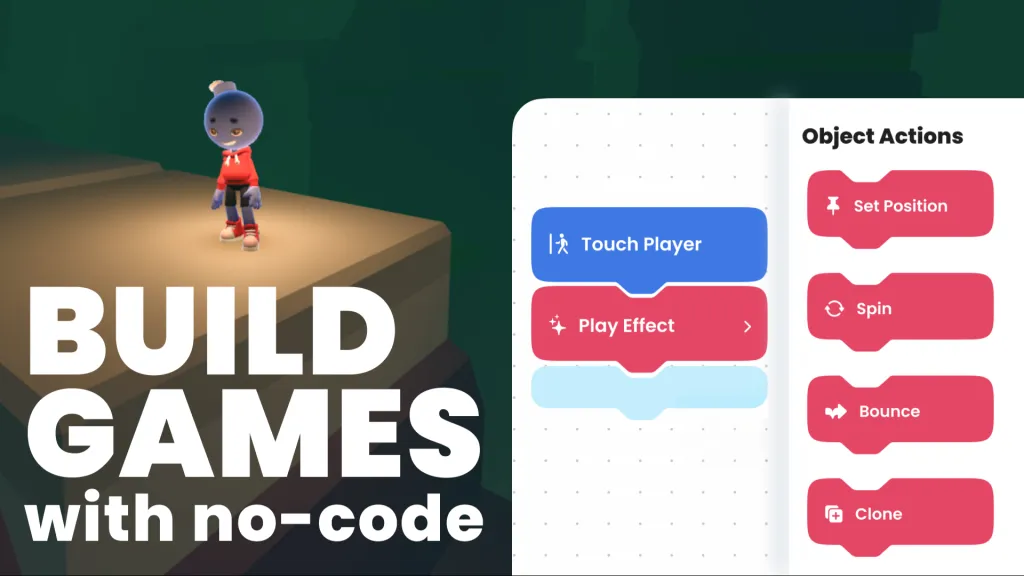 BUILD
GAMES
with no-code
Touch Player
Play Effect
Object Actions
Set Position
Spin
Bounce
Clone